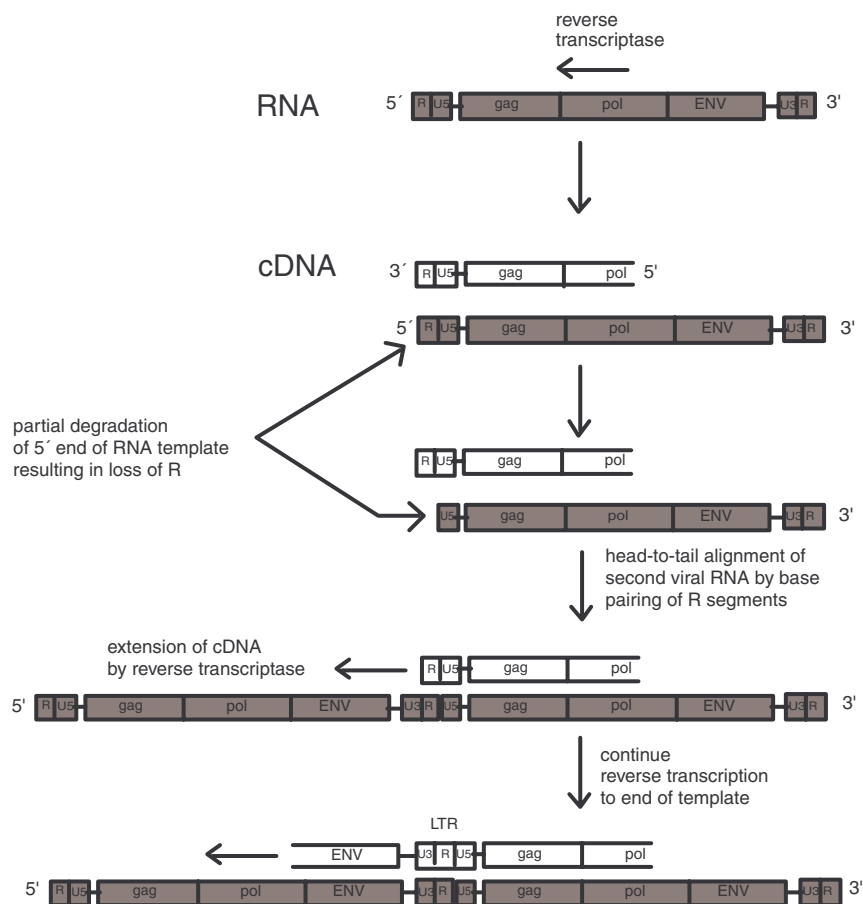 reverse
transcriptase
RNA 5´ R U5 gag pol ENV U3 R 3'
cDNA 3´ R U5 gag pol 5'
5´ R U5 gag pol ENV U3 R 3'
partial degradation
of 5´ end of RNA template
resulting in loss of R
R U5 gag pol
U5 gag pol ENV U3 R 3'
head-to-tail alignment of
second viral RNA by base
pairing of R segments
extension of cDNA
by reverse transcriptase
R U5 gag pol
5' R U5 gag pol ENV U3 R U5 gag pol ENV U3 R 3'
continue
reverse transcription
to end of template
LTR
ENV U3 R U5 gag pol
5' R U5 gag pol ENV U3 R U5 gag pol ENV U3 R 3'